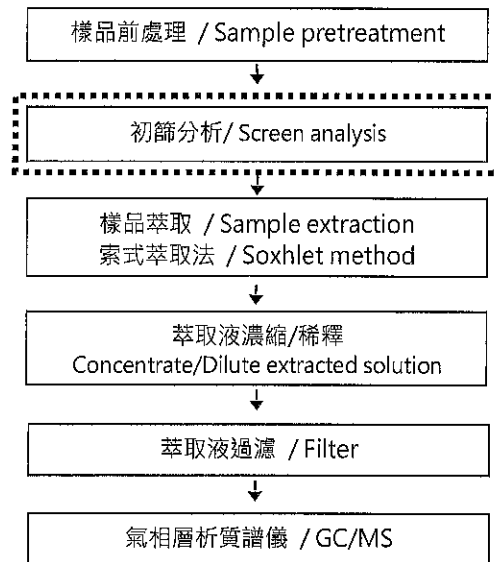 樣品前處理 / Sample pretreatment
初篩分析/ Screen analysis
樣品萃取 / Sample extraction
索式萃取法 / Soxhlet method
萃取液濃縮/稀釋
Concentrate/Dilute extracted solution
萃取液過濾 / Filter
氣相層析質譜儀 / GC/MS